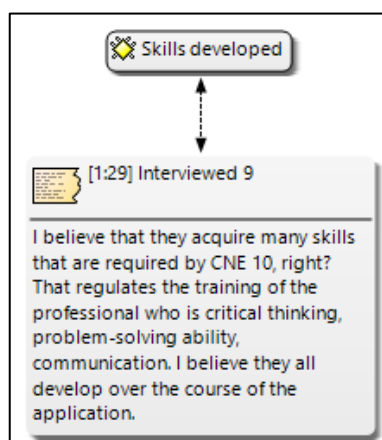 Skills developed
[1:29] Interviewed 9
I believe that they acquire many skills
that are required by CNE 10, right?
That regulates the training of the
professional who is critical thinking,
problem-solving ability,
communication. I believe they all
develop over the course of the
application.